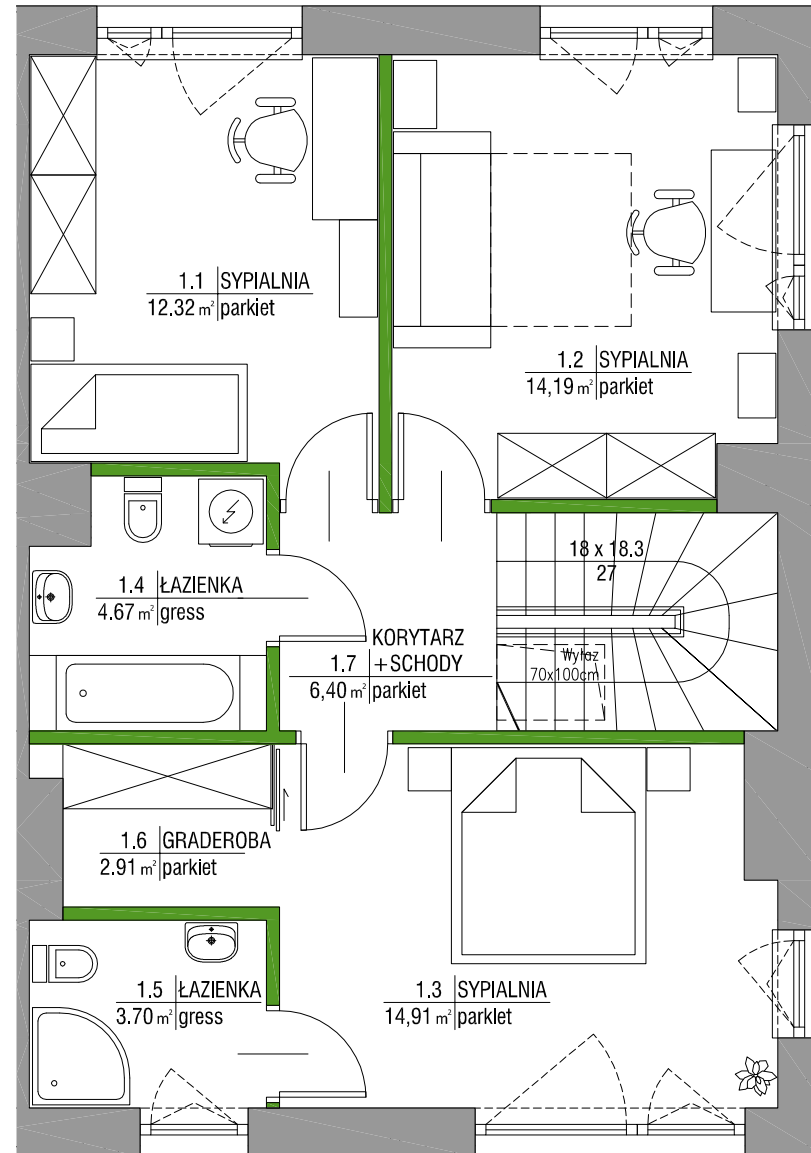 1.1 SYPIALNIA
12.32 m² parkiet
1.2 SYPIALNIA
14,19 m² parkiet
18 x 18.3
27
1.4 ŁAZIENKA
4.67 m² gress
KORYTARZ
1.7 +SCHODY
6,40 m² parkiet
Wyłaz
70x100cm
1.6 GRADEROBA
2.91 m² parkiet
1.5 ŁAZIENKA
3.70 m² gress
1.3 SYPIALNIA
14,91 m² parkiet